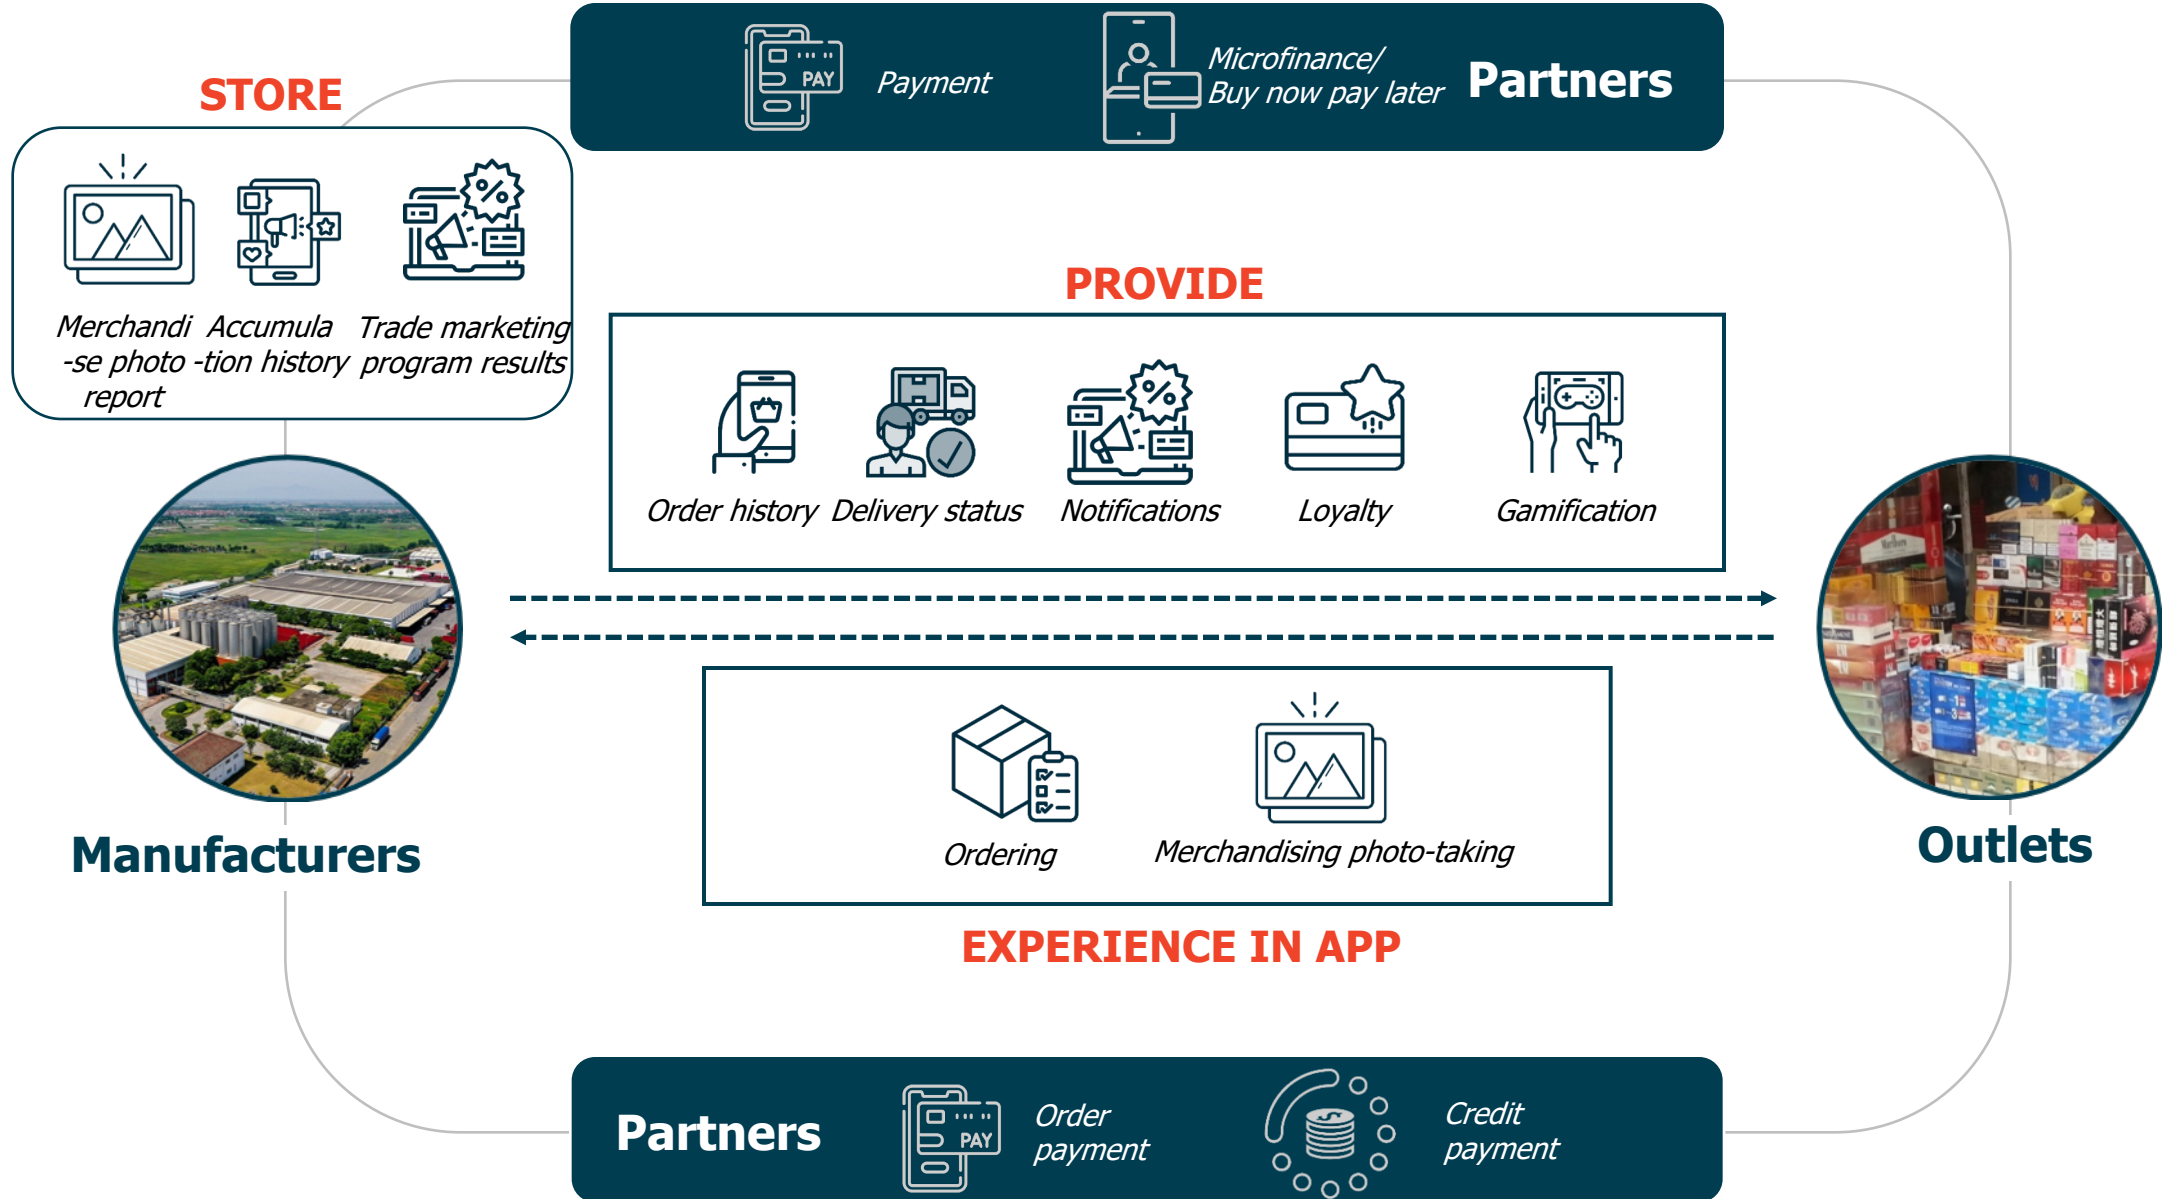 Payment
Microfinance/
Buy now pay later
Partners
PAY
STORE
Merchandi
-se photo
report
Accumula
-tion history
Trade marketing
program results
PROVIDE
Order history
Delivery status
Notifications
Loyalty
Gamification
Marlboro
Manufacturers
Outlets
Ordering
Merchandising photo-taking
EXPERIENCE IN APP
Partners
PAY
Order
payment
Credit
payment